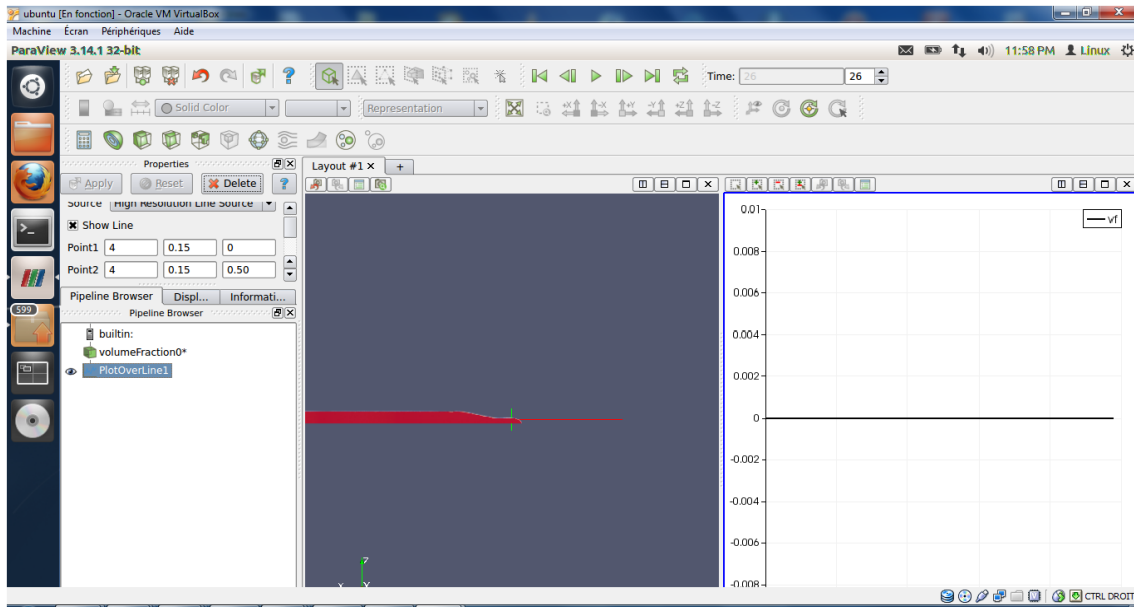 ubuntu [En fonction] - Oracle VM VirtualBox
Machine Écran Périphériques Aide
ParaView 3.14.1 32-bit
11:58 PM Linux
Time: 26 26
Solid Color Representation
Properties
Layout #1 × +
Apply Reset Delete ?
Source High Resolution Line Source
Show Line
Point1 4 0.15 0
Point2 4 0.15 0.50
Pipeline Browser Displ... Informati...
Pipeline Browser
builtin:
volumeFraction0*
PlotOverLine1
599
Z
x Y
vf
0.01
0.008
0.006
0.004
0.002
0
-0.002
-0.004
-0.006
-0.008
CTRL DROITE